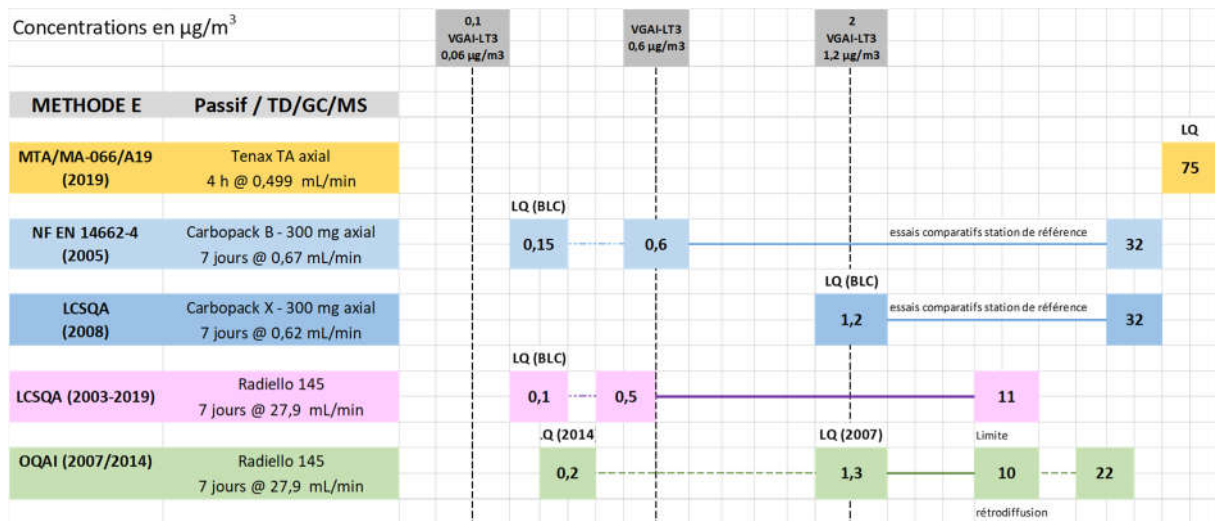 Concentrations en µg/m³
0,1
VGAI-LT3
0,06 µg/m3
VGAI-LT3
0,6 µg/m3
2
VGAI-LT3
1,2 µg/m3
METHODE E
Passif / TD/GC/MS
LQ
MTA/MA-066/A19
(2019)
Tenax TA axial
4 h @ 0,499 mL/min
75
LQ (BLC)
NF EN 14662-4
(2005)
Carbopack B - 300 mg axial
7 jours @ 0,67 mL/min
0,15
0,6
essais comparatifs station de référence
32
LQ (BLC)
LCSQA
(2008)
Carbopack X - 300 mg axial
7 jours @ 0,62 mL/min
1,2
essais comparatifs station de référence
32
LQ (BLC)
LCSQA (2003-2019)
Radiello 145
7 jours @ 27,9 mL/min
0,1
0,5
11
LQ (2014
LQ (2007)
Limite
OQAI (2007/2014)
Radiello 145
7 jours @ 27,9 mL/min
0,2
1,3
10
22
rétrodiffusion